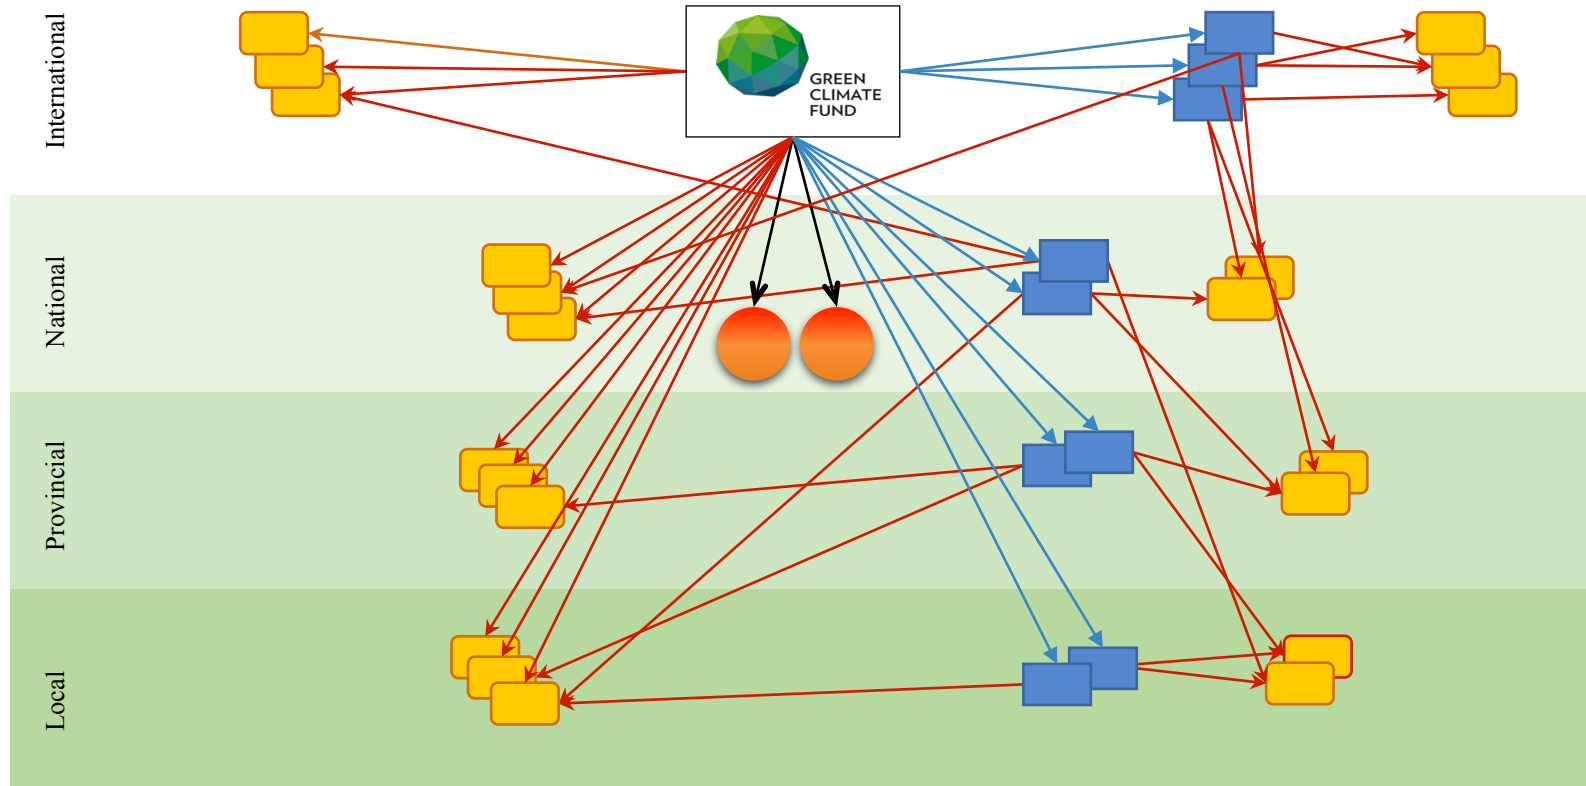 International
GREEN
CLIMATE
FUND
National
Provincial
Local